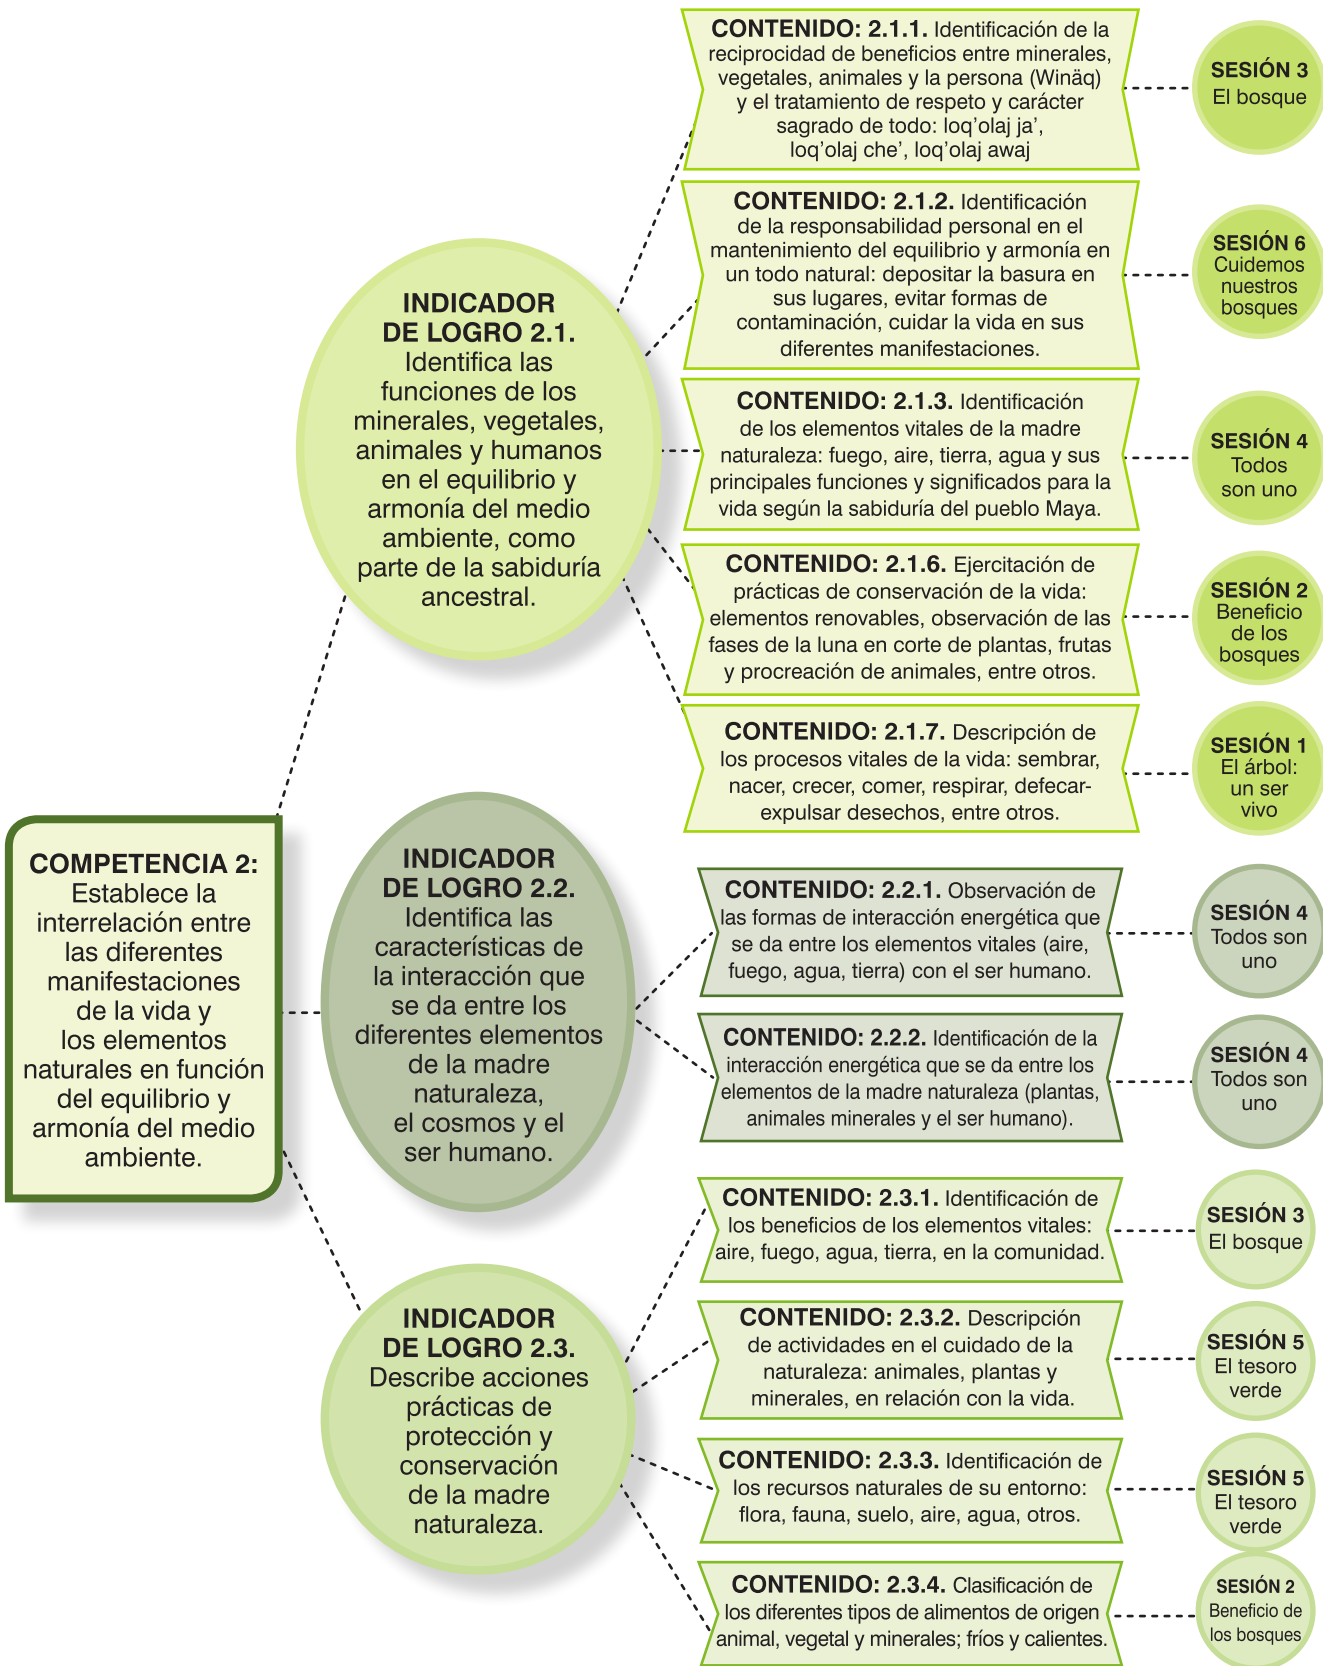 COMPETENCIA 2:
Establece la
interrelación entre
las diferentes
manifestaciones
de la vida y
los elementos
naturales en función
del equilibrio y
armonía del medio
ambiente.
INDICADOR
DE LOGRO 2.1.
Identifica las
funciones de los
minerales, vegetales,
animales y humanos
en el equilibrio y
armonía del medio
ambiente, como
parte de la sabiduría
ancestral.
CONTENIDO: 2.1.1. Identificación de la
reciprocidad de beneficios entre minerales,
vegetales, animales y la persona (Winäq)
y el tratamiento de respeto y carácter
sagrado de todo: loq’olaj ja’,
loq’olaj che’, loq’olaj awaj
SESIÓN 3
El bosque
CONTENIDO: 2.1.2. Identificación
de la responsabilidad personal en el
mantenimiento del equilibrio y armonía en
un todo natural: depositar la basura en
sus lugares, evitar formas de
contaminación, cuidar la vida en sus
diferentes manifestaciones.
SESIÓN 6
Cuidemos
nuestros
bosques
CONTENIDO: 2.1.3. Identificación
de los elementos vitales de la madre
naturaleza: fuego, aire, tierra, agua y sus
principales funciones y significados para la
vida según la sabiduría del pueblo Maya.
SESIÓN 4
Todos
son uno
CONTENIDO: 2.1.6. Ejercitación de
prácticas de conservación de la vida:
elementos renovables, observación de las
fases de la luna en corte de plantas, frutas
y procreación de animales, entre otros.
SESIÓN 2
Beneficio
de los
bosques
CONTENIDO: 2.1.7. Descripción de
los procesos vitales de la vida: sembrar,
nacer, crecer, comer, respirar, defecar-
expulsar desechos, entre otros.
SESIÓN 1
El árbol:
un ser
vivo
INDICADOR
DE LOGRO 2.2.
Identifica las
características de
la interacción que
se da entre los
diferentes elementos
de la madre
naturaleza,
el cosmos y el
ser humano.
CONTENIDO: 2.2.1. Observación de
las formas de interacción energética que
se da entre los elementos vitales (aire,
fuego, agua, tierra) con el ser humano.
SESIÓN 4
Todos son
uno
CONTENIDO: 2.2.2. Identificación de la
interacción energética que se da entre los
elementos de la madre naturaleza (plantas,
animales minerales y el ser humano).
SESIÓN 4
Todos son
uno
INDICADOR
DE LOGRO 2.3.
Describe acciones
prácticas de
protección y
conservación
de la madre
naturaleza.
CONTENIDO: 2.3.1. Identificación de
los beneficios de los elementos vitales:
aire, fuego, agua, tierra, en la comunidad.
SESIÓN 3
El bosque
CONTENIDO: 2.3.2. Descripción
de actividades en el cuidado de la
naturaleza: animales, plantas y
minerales, en relación con la vida.
SESIÓN 5
El tesoro
verde
CONTENIDO: 2.3.3. Identificación de
los recursos naturales de su entorno:
flora, fauna, suelo, aire, agua, otros.
SESIÓN 5
El tesoro
verde
CONTENIDO: 2.3.4. Clasificación de
los diferentes tipos de alimentos de origen
animal, vegetal y minerales; fríos y calientes.
SESIÓN 2
Beneficio de
los bosques